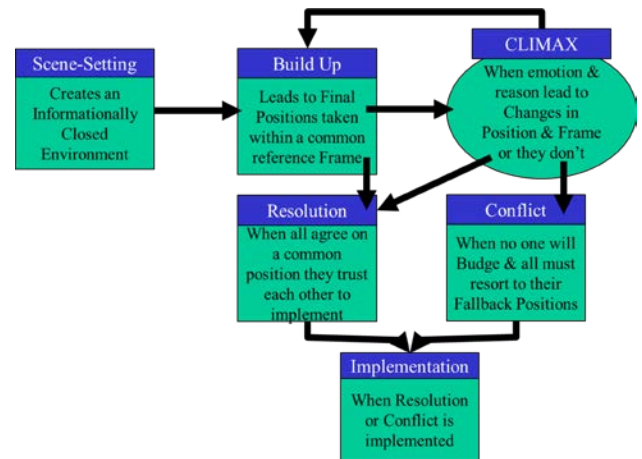 Scene-Setting
Creates an
Informationally
Closed
Environment
Build Up
Leads to Final
Positions taken
within a common
reference Frame
CLIMAX
When emotion &
reason lead to
Changes in
Position & Frame
or they don't
Resolution
When all agree on
a common
position they trust
each other to
implement
Conflict
When no one will
Budge & all must
resort to their
Fallback Positions
Implementation
When Resolution
or Conflict is
implemented